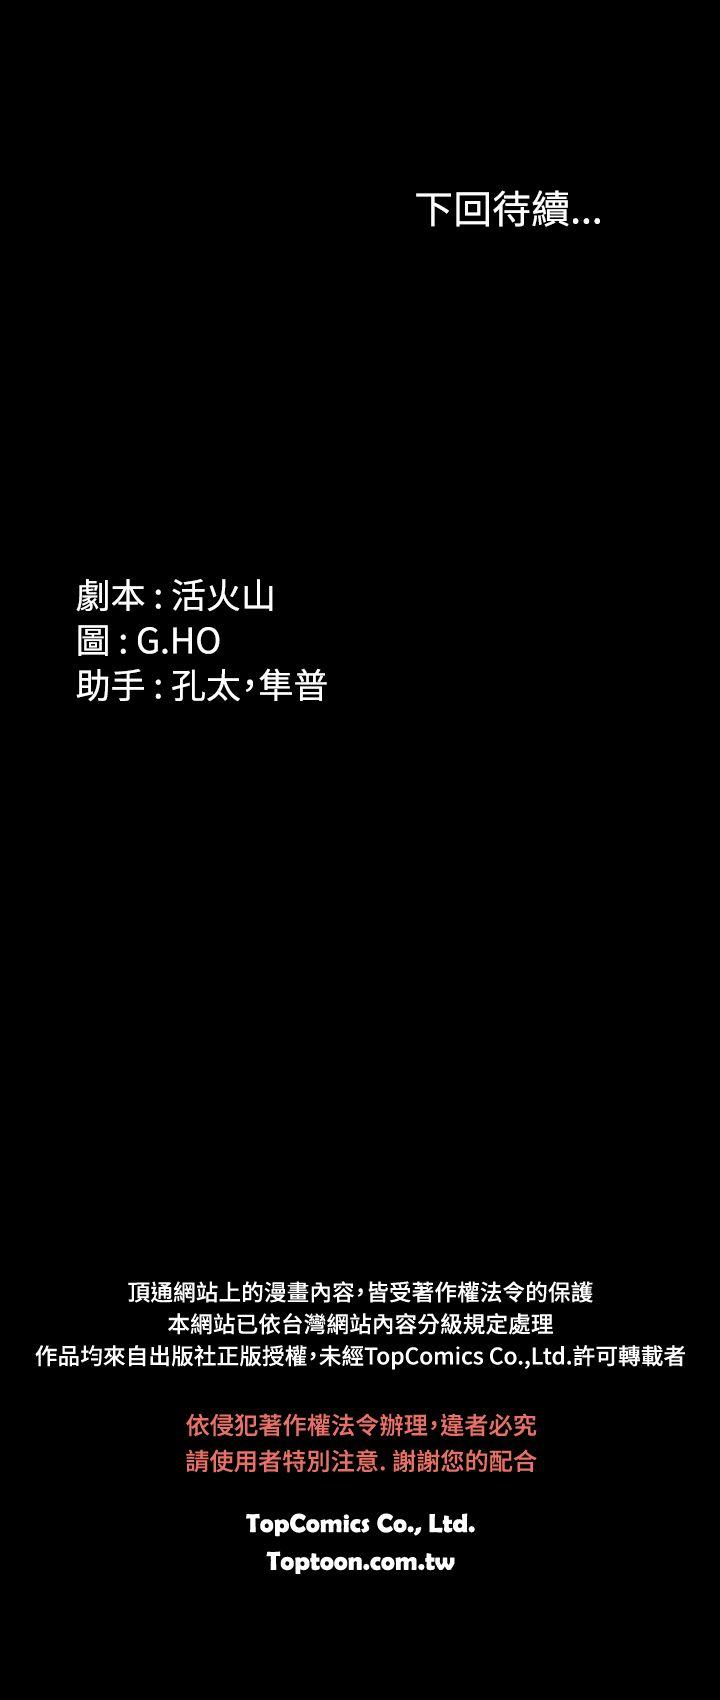 下回待續...
劇本 : 活火山
圖 : G.HO
助手 : 孔太，隼普
頂通網站上的漫畫內容，皆受著作權法令的保護
本網站已依台灣網站內容分級規定處理
作品均來自出版社正版授權，未經TopComics Co.,Ltd.許可轉載者
依侵犯著作權法令辦理，違者必究
請使用者特別注意. 謝謝您的配合
TopComics Co., Ltd.
Toptoon.com.tw